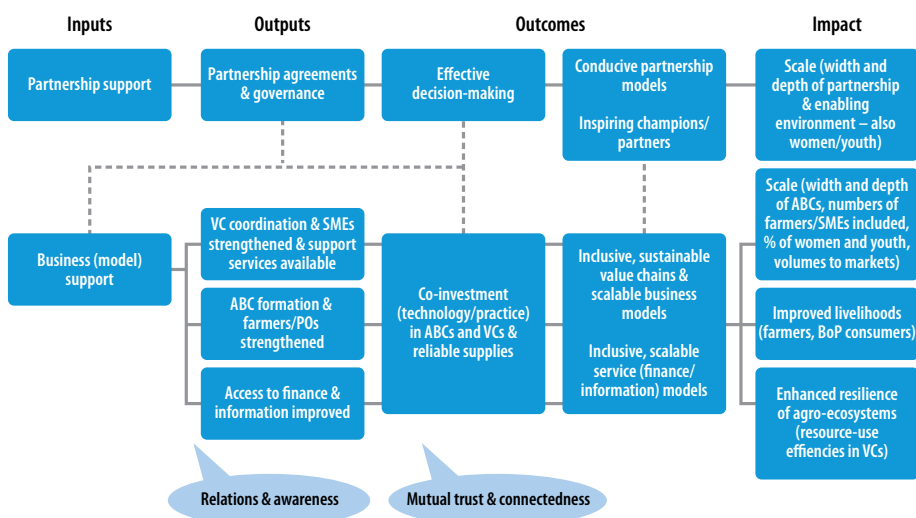 Inputs
Outputs
Outcomes
Impact
Partnership support
Partnership agreements
& governance
Effective
decision-making
Conducive partnership
models
Inspiring champions/
partners
Scale (width and
depth of partnership
& enabling
environment – also
women/youth)
Business (model)
support
VC coordination & SMEs
strengthened & support
services available
ABC formation &
farmers/POs
strengthened
Access to finance &
information improved
Co-investment
(technology/practice)
in ABCs and VCs &
reliable supplies
Inclusive, sustainable
value chains &
scalable business
models
Inclusive, scalable
service (finance/
information) models
Scale (width and depth
of ABCs, numbers of
farmers/SMEs included,
% of women and youth,
volumes to markets)
Improved livelihoods
(farmers, BoP consumers)
Enhanced resilience
of agro-ecosystems
(resource-use
effiencies in VCs)
Relations & awareness
Mutual trust & connectedness